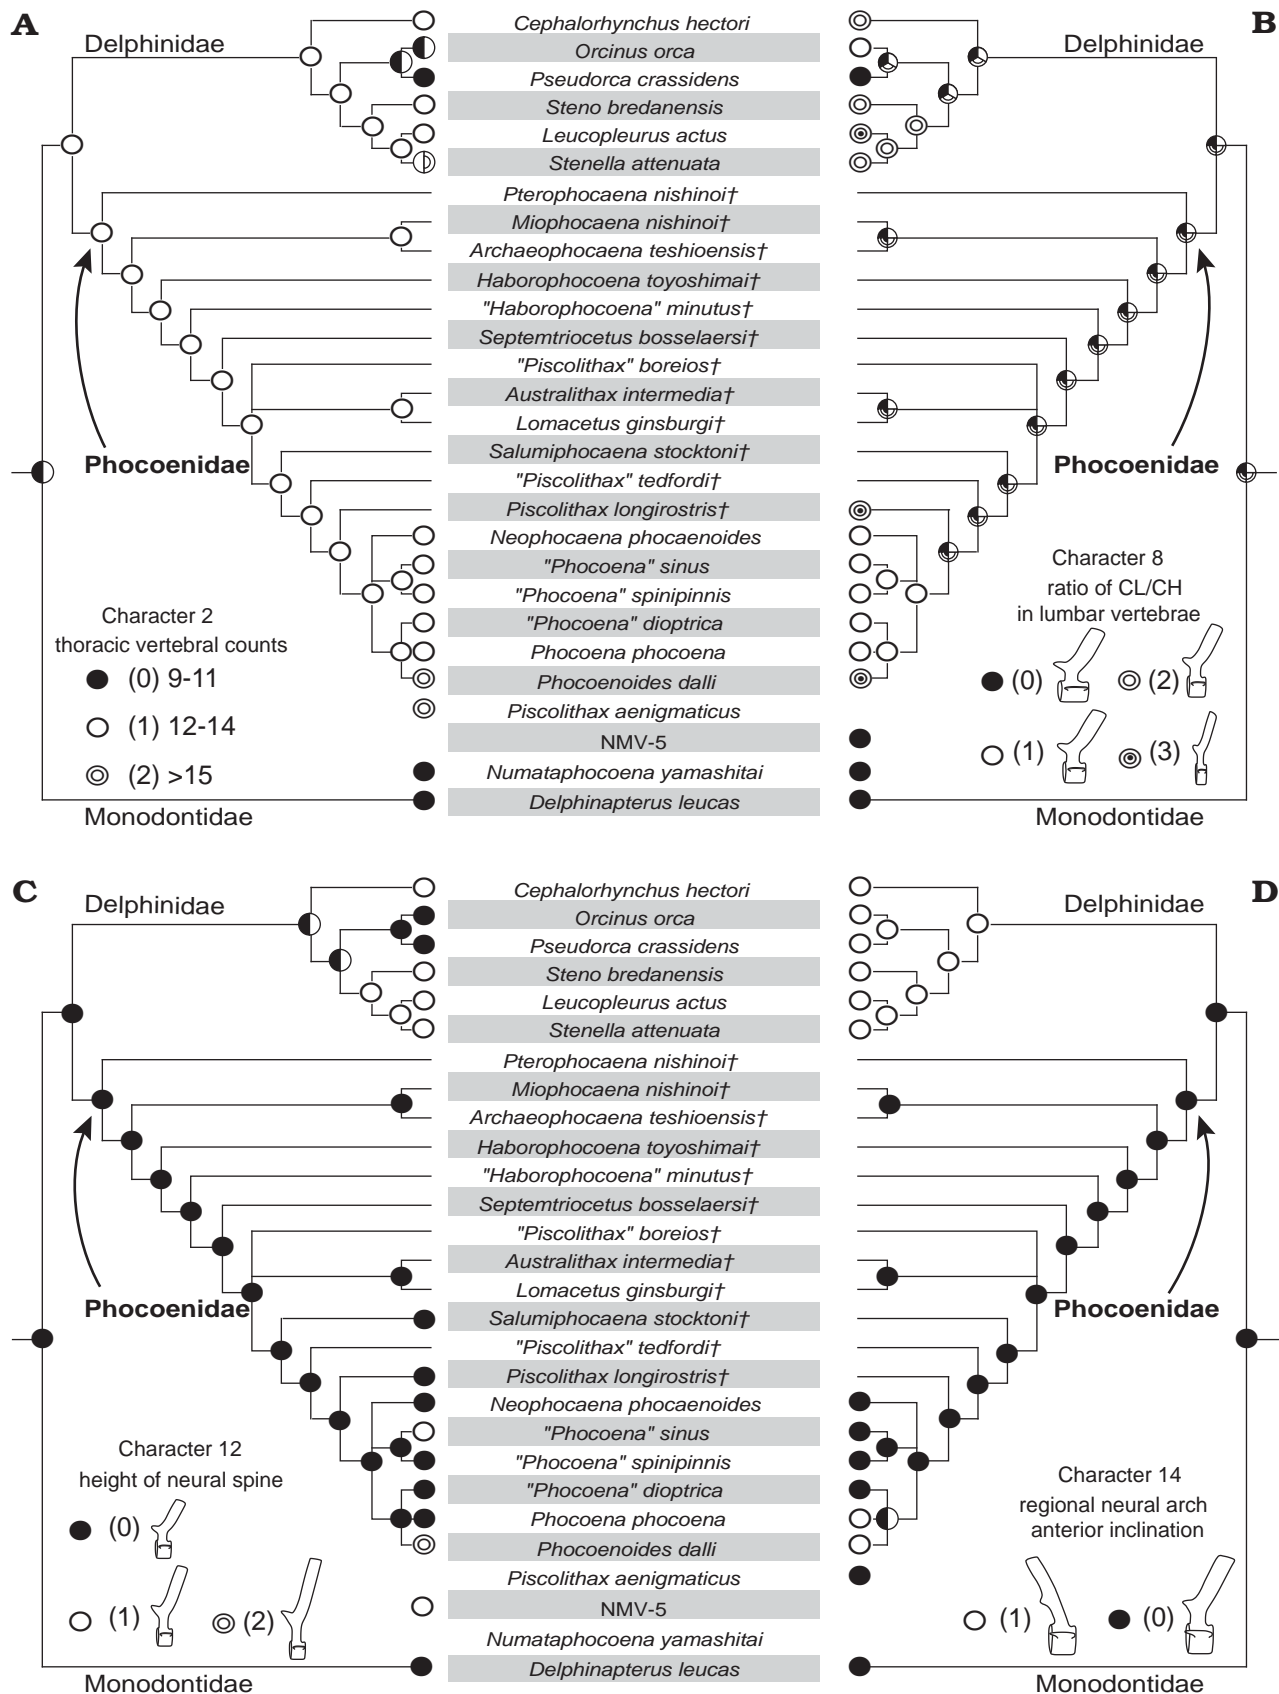 A
B
Delphinidae
Delphinidae
Cephalorhynchus hectori
Orcinus orca
Pseudorca crassidens
Steno bredanensis
Leucopleurus actus
Stenella attenuata
Pterophocaena nishinoi†
Miophocaena nishinoi†
Archaeophocaena teshioensis†
Haborophocoena toyoshimai†
"Haborophocoena" minutus†
Septemtriocetus bosselaersi†
"Piscolithax" boreios†
Australithax intermedia†
Lomacetus ginsburgi†
Salumiphocaena stocktoni†
"Piscolithax" tedfordi†
Piscolithax longirostris†
Neophocaena phocaenoides
"Phocoena" sinus
"Phocoena" spinipinnis
"Phocoena" dioptrica
Phocoena phocoena
Phocoenoides dalli
Piscolithax aenigmaticus
NMV-5
Numataphocoena yamashitai
Delphinapterus leucas
Phocoenidae
Phocoenidae
Character 2
thoracic vertebral counts
(0) 9-11
(1) 12-14
(2) >15
Character 8
ratio of CL/CH
in lumbar vertebrae
(0)
(2)
(1)
(3)
Monodontidae
Monodontidae
C
D
Delphinidae
Delphinidae
Cephalorhynchus hectori
Orcinus orca
Pseudorca crassidens
Steno bredanensis
Leucopleurus actus
Stenella attenuata
Pterophocaena nishinoi†
Miophocaena nishinoi†
Archaeophocaena teshioensis†
Haborophocoena toyoshimai†
"Haborophocoena" minutus†
Septemtriocetus bosselaersi†
"Piscolithax" boreios†
Australithax intermedia†
Lomacetus ginsburgi†
Salumiphocaena stocktoni†
"Piscolithax" tedfordi†
Piscolithax longirostris†
Neophocaena phocaenoides
"Phocoena" sinus
"Phocoena" spinipinnis
"Phocoena" dioptrica
Phocoena phocoena
Phocoenoides dalli
Piscolithax aenigmaticus
NMV-5
Numataphocoena yamashitai
Delphinapterus leucas
Phocoenidae
Phocoenidae
Character 12
height of neural spine
(0)
(1)
(2)
Character 14
regional neural arch
anterior inclination
(1)
(0)
Monodontidae
Monodontidae